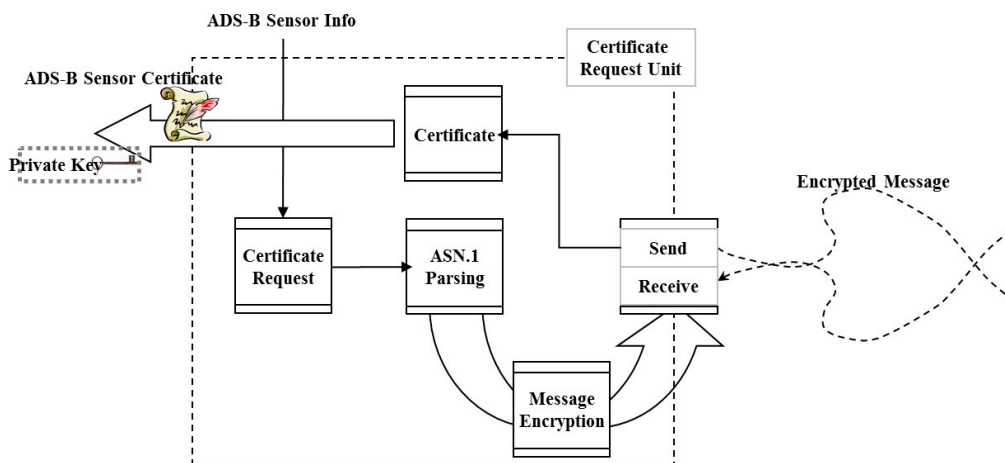 ADS-B Sensor Info
Certificate
Request Unit
ADS-B Sensor Certificate
Certificate
Private Key
Encrypted Message
Certificate
Request
ASN.1
Parsing
Send
Receive
Message
Encryption